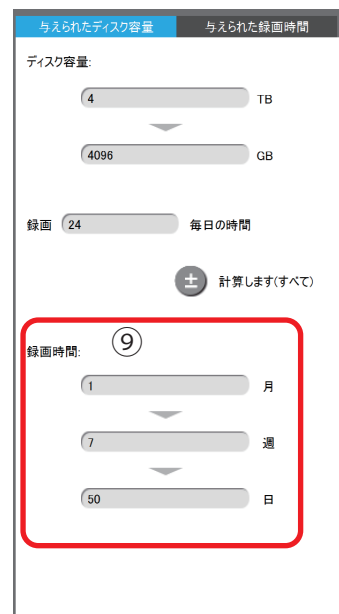 与えられたディスク容量 与えられた録画時間
ディスク容量:
4 TB
4096 GB
録画 24 毎日の時間
± 計算します(すべて)
⑨
録画時間:
1 月
7 週
50 日